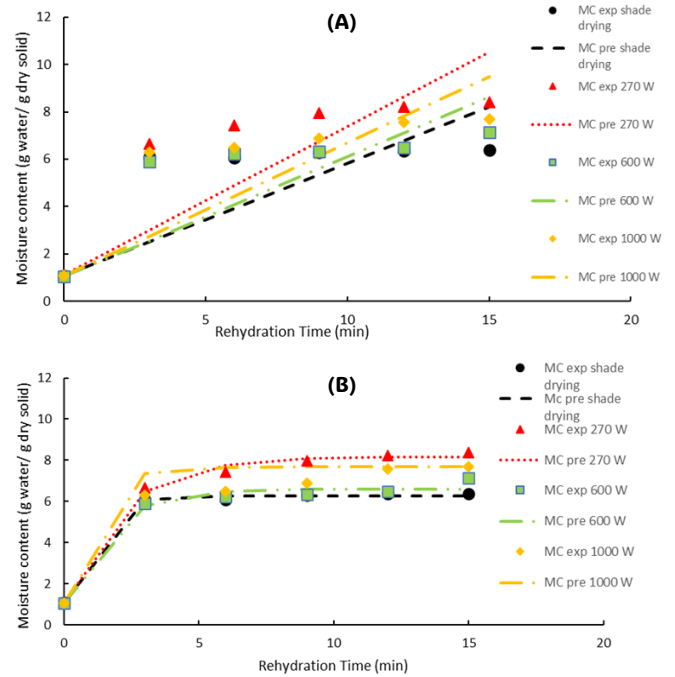 (A)
12
10
8
6
4
2
0
Moisture content (g water/ g dry solid)
0 5 10 15 20
Rehydration Time (min)
MC exp shade
drying
MC pre shade
drying
MC exp 270 W
MC pre 270 W
MC exp 600 W
MC pre 600 W
MC exp 1000 W
MC pre 1000 W
(B)
12
10
8
6
4
2
0
Moisture content (g water/ g dry solid)
0 5 10 15 20
Rehydration Time (min)
MC exp shade
drying
Mc pre shade
drying
MC exp 270 W
MC pre 270 W
MC exp 600 W
MC pre 600 W
MC exp 1000 W
MC pre 1000 W